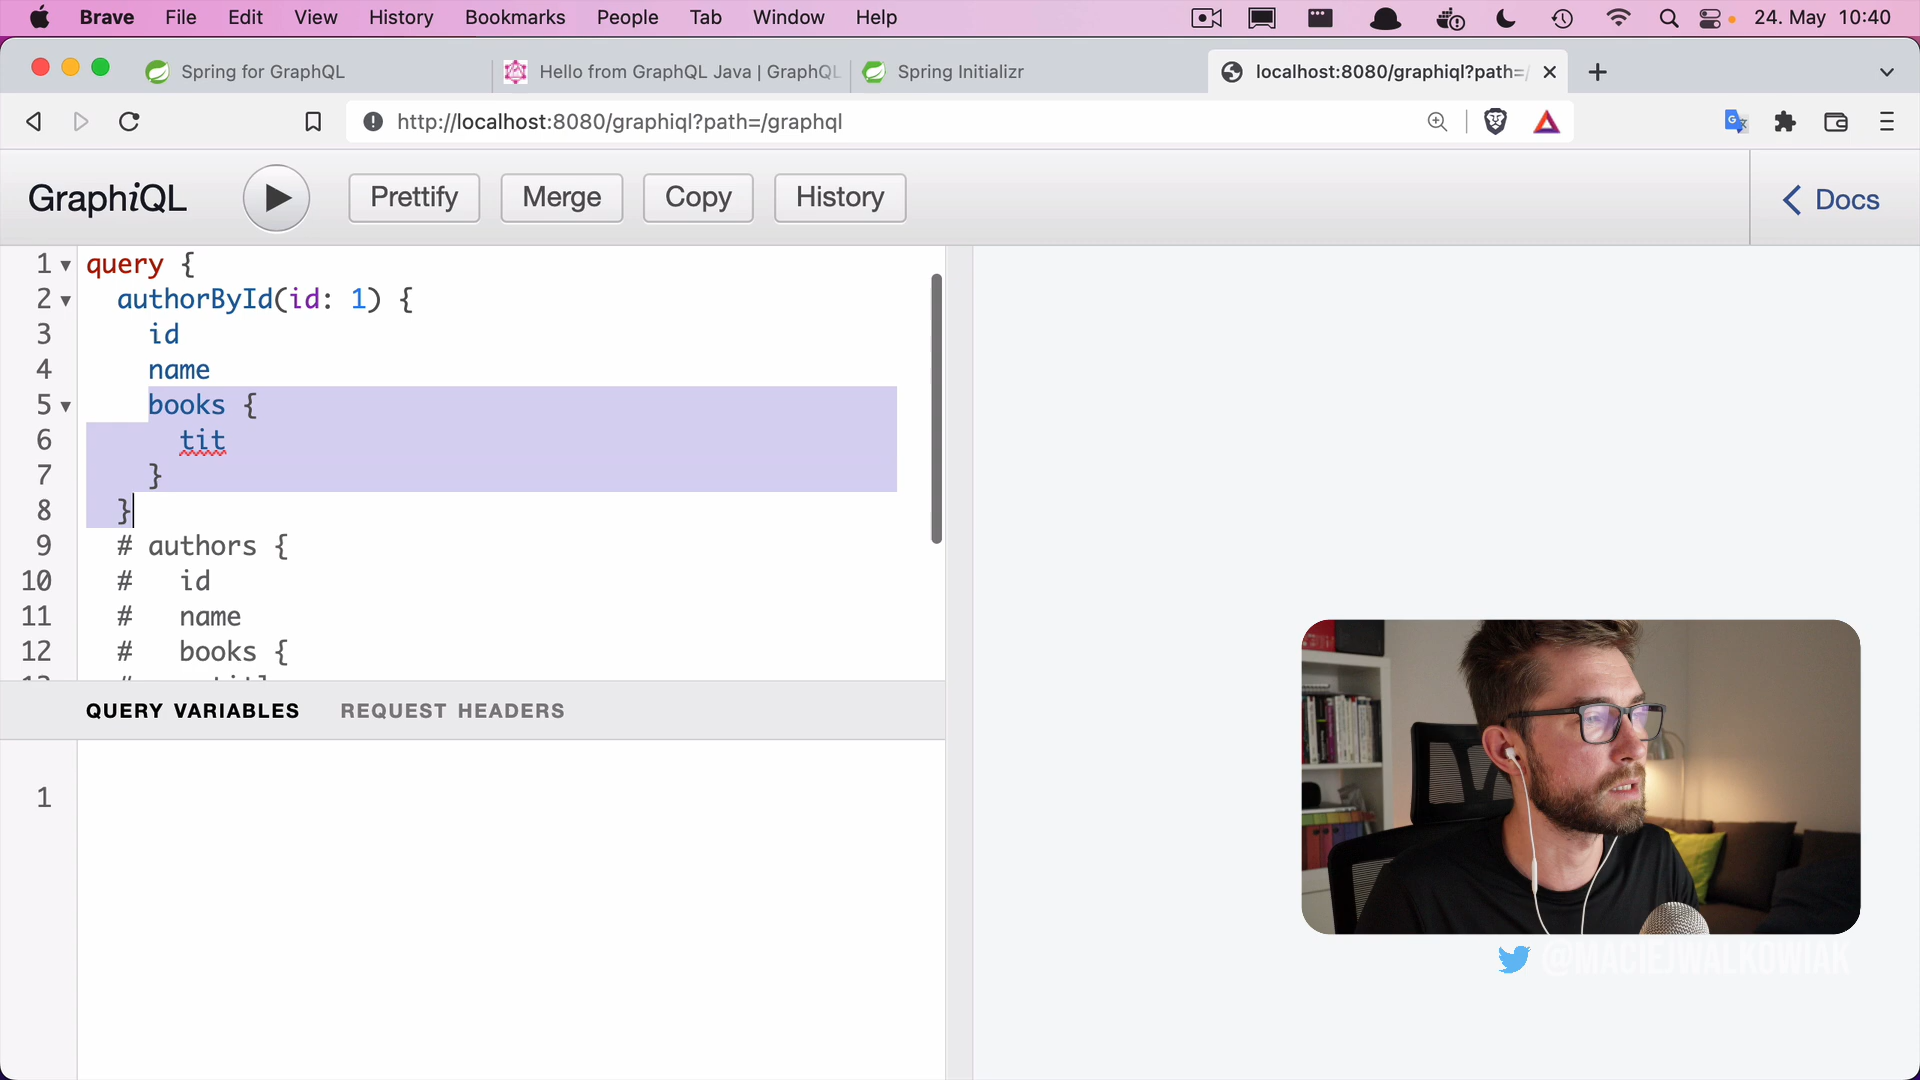 Brave File Edit View History Bookmarks People Tab Window Help 24. May 10:40
Spring for GraphQL Hello from GraphQL Java | GraphQL Spring Initializr localhost:8080/graphiql?path=/
http://localhost:8080/graphiql?path=/graphql
GraphiQL Prettify Merge Copy History Docs
1 query {
2 authorById(id: 1) {
3 id
4 name
5 books {
6 tit
7 }
8 }
9 # authors {
10 # id
11 # name
12 # books {
13 # title
QUERY VARIABLES REQUEST HEADERS
1
@MACIEJWALKOWIAK